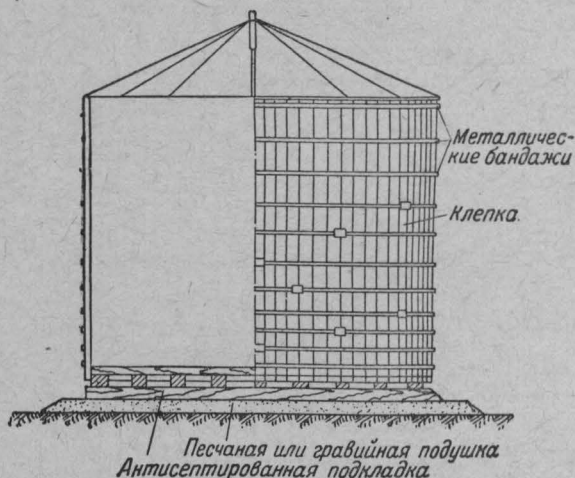 Металличес-
кие бандажи
Клепка.
Песчаная или гравийная подушка
Антисептированная подкладка